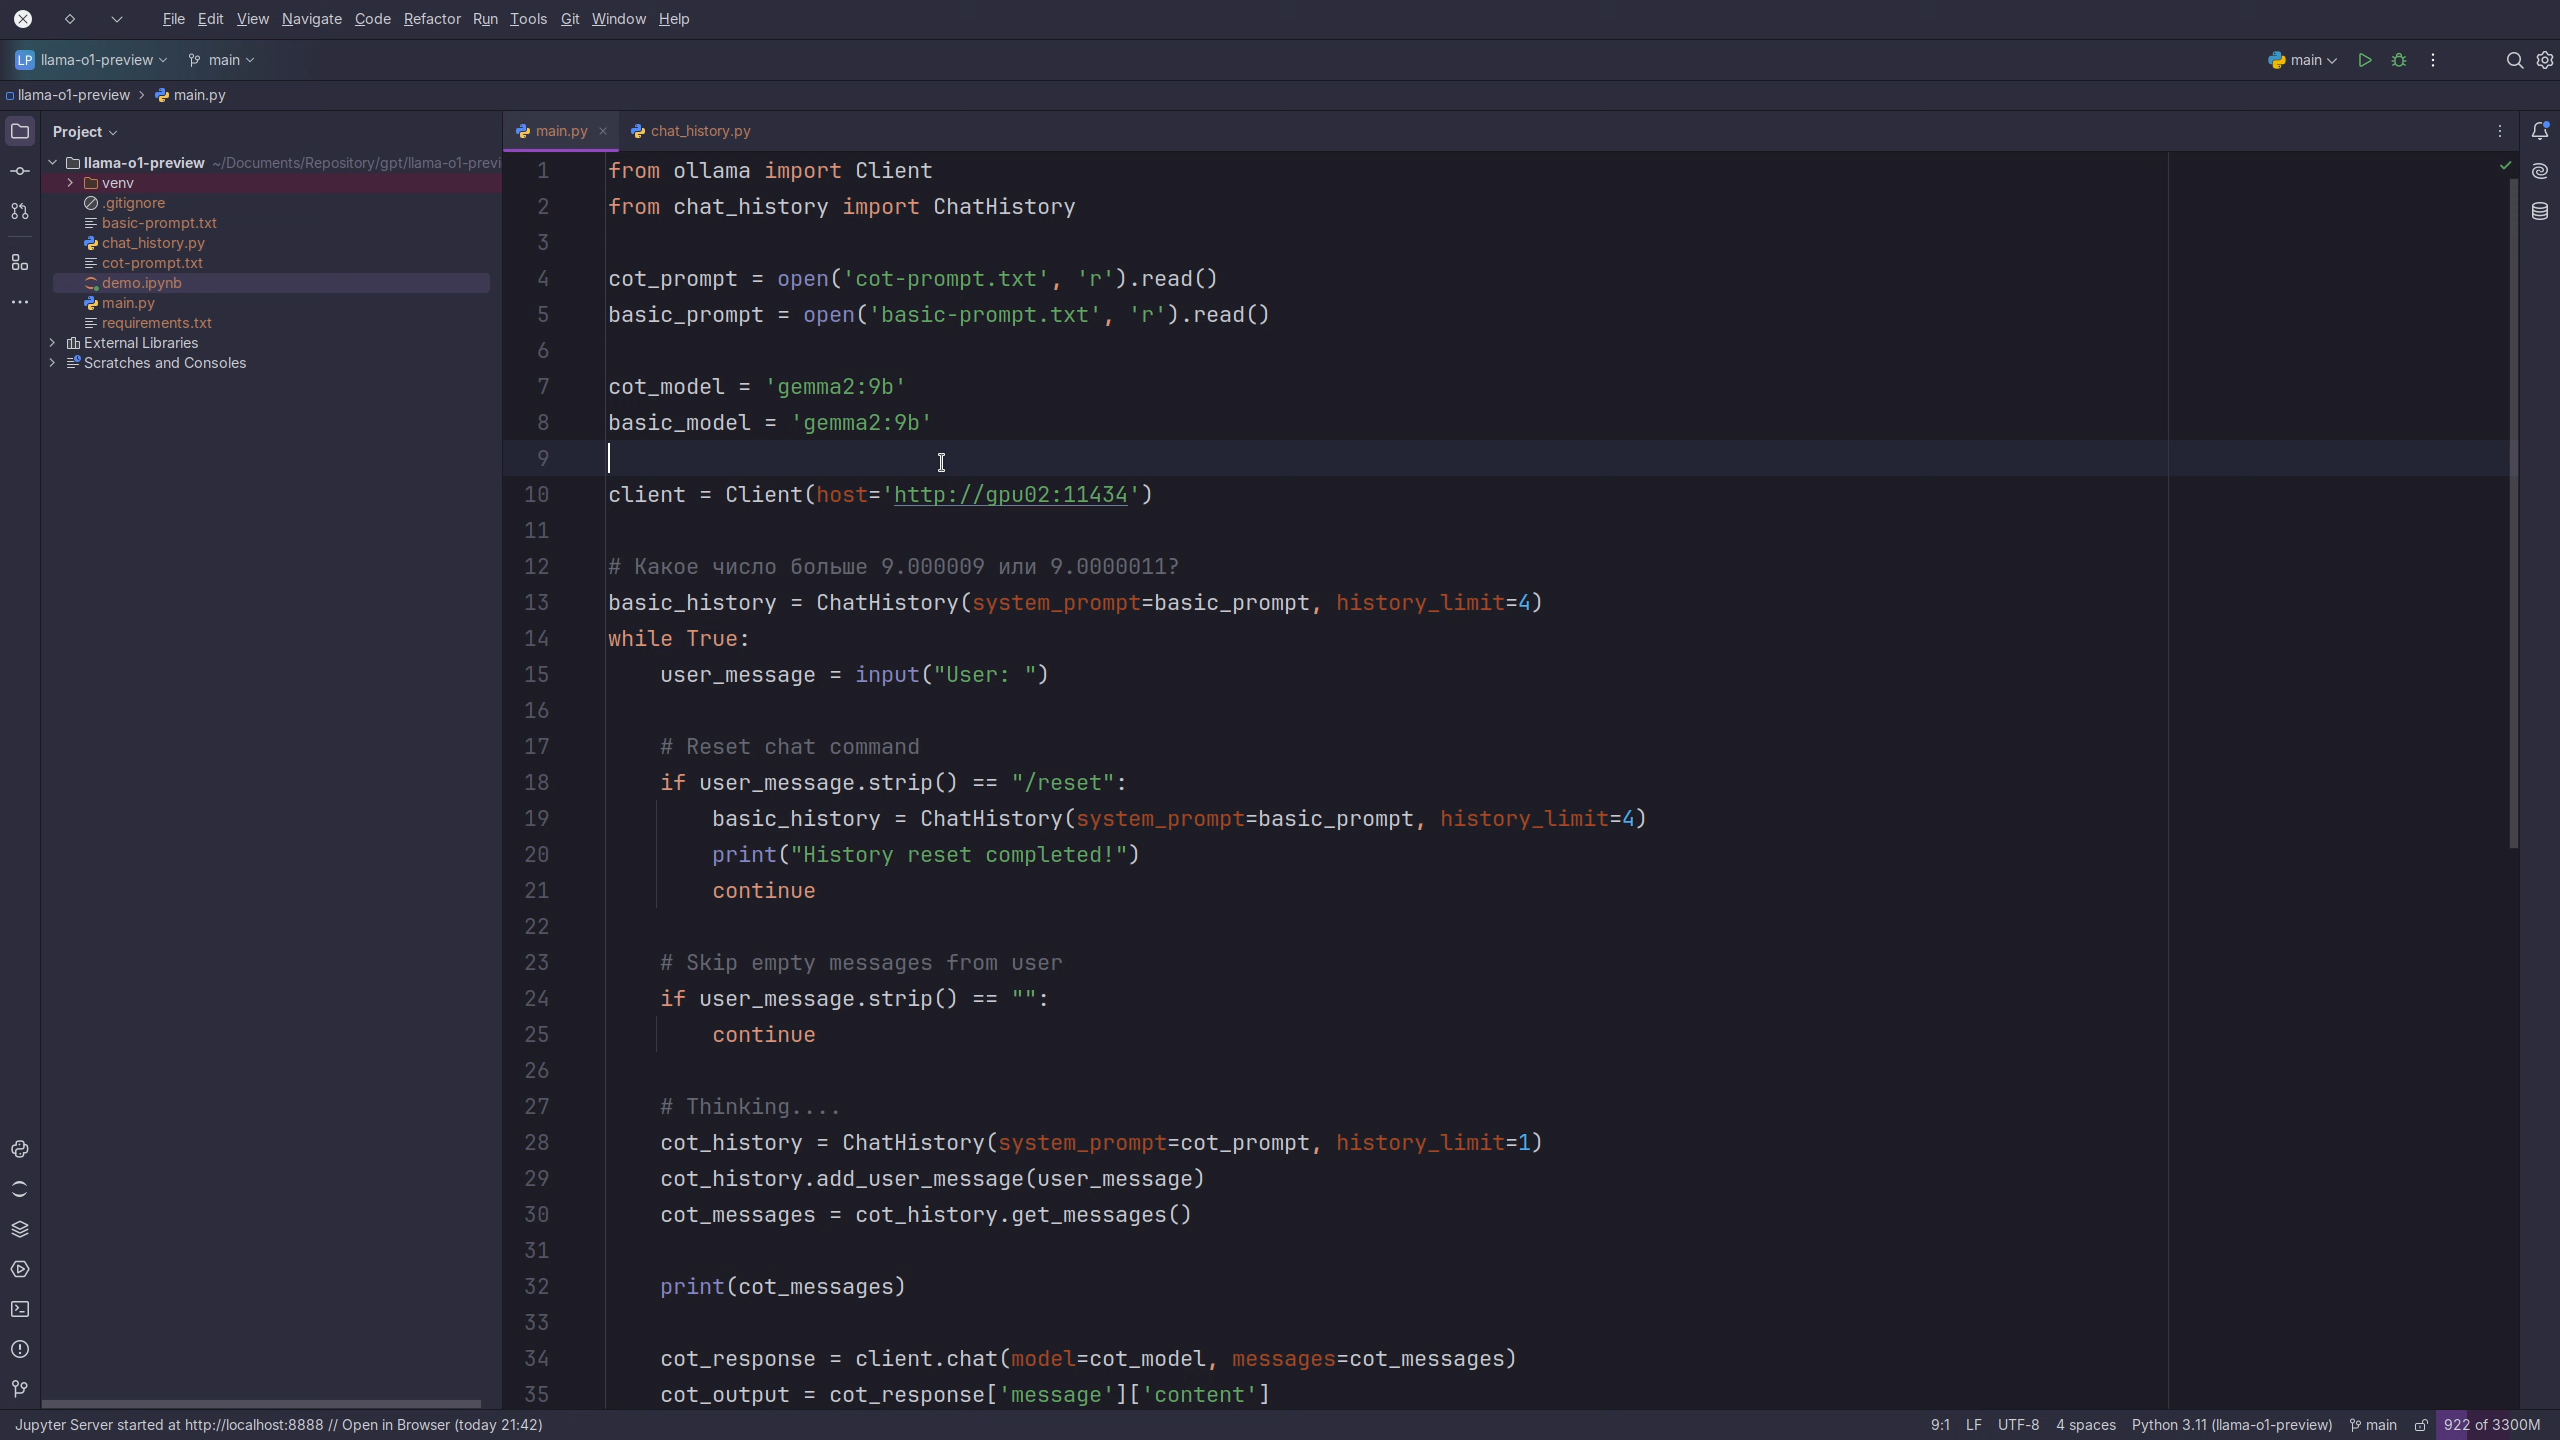 File Edit View Navigate Code Refactor Run Tools Git Window Help
LP llama-o1-preview main main
llama-o1-preview main.py
Project
main.py chat_history.py
llama-o1-preview ~/Documents/Repository/gpt/llama-o1-previ
venv
.gitignore
basic-prompt.txt
chat_history.py
cot-prompt.txt
demo.ipynb
main.py
requirements.txt
External Libraries
Scratches and Consoles
1 from ollama import Client
2 from chat_history import ChatHistory
3
4 cot_prompt = open('cot-prompt.txt', 'r').read()
5 basic_prompt = open('basic-prompt.txt', 'r').read()
6
7 cot_model = 'gemma2:9b'
8 basic_model = 'gemma2:9b'
9
10 client = Client(host='http://gpu02:11434')
11
12 # Какое число больше 9.000009 или 9.0000011?
13 basic_history = ChatHistory(system_prompt=basic_prompt, history_limit=4)
14 while True:
15 user_message = input("User: ")
16
17 # Reset chat command
18 if user_message.strip() == "/reset":
19 basic_history = ChatHistory(system_prompt=basic_prompt, history_limit=4)
20 print("History reset completed!")
21 continue
22
23 # Skip empty messages from user
24 if user_message.strip() == "":
25 continue
26
27 # Thinking....
28 cot_history = ChatHistory(system_prompt=cot_prompt, history_limit=1)
29 cot_history.add_user_message(user_message)
30 cot_messages = cot_history.get_messages()
31
32 print(cot_messages)
33
34 cot_response = client.chat(model=cot_model, messages=cot_messages)
35 cot_output = cot_response['message']['content']
Jupyter Server started at http://localhost:8888 // Open in Browser (today 21:42) 9:1 LF UTF-8 4 spaces Python 3.11 (llama-o1-preview) main 922 of 3300M